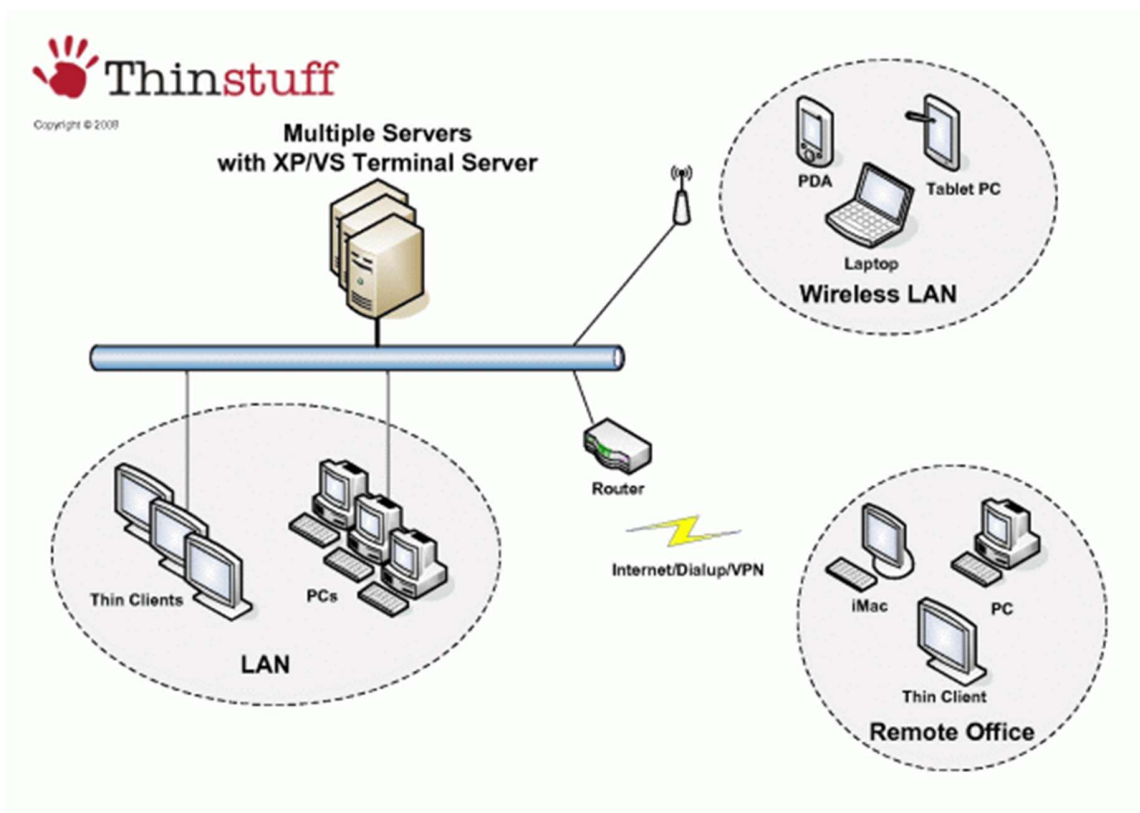 Thinstuff
Copyright © 2008
Multiple Servers
with XP/VS Terminal Server
PDA
Tablet PC
Laptop
Wireless LAN
Router
Internet/Dialup/VPN
Thin Clients
PCs
LAN
iMac
PC
Thin Client
Remote Office